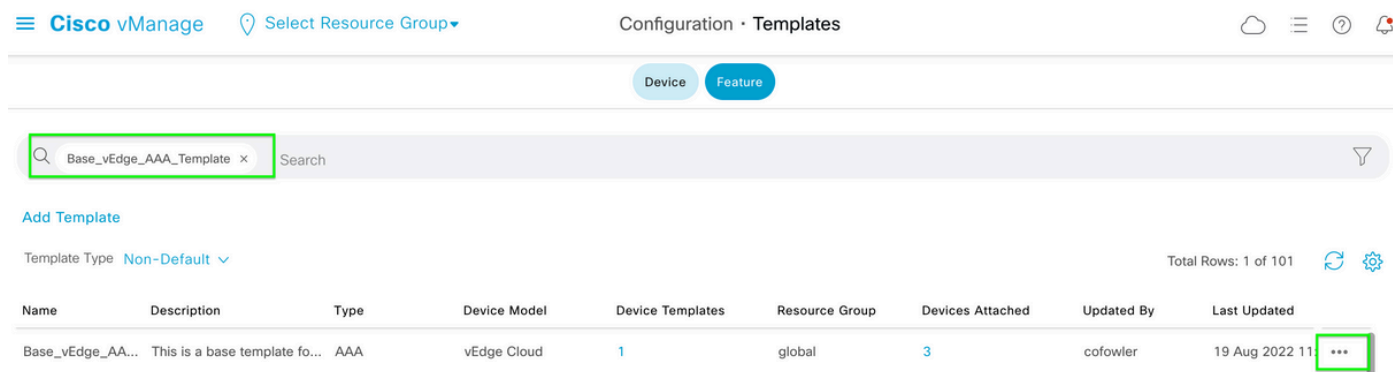 Cisco vManage Select Resource Group▾ Configuration · Templates
Device Feature
Base_vEdge_AAA_Template × Search
Add Template
Template Type Non-Default Total Rows: 1 of 101
Name Description Type Device Model Device Templates Resource Group Devices Attached Updated By Last Updated
Base_vEdge_AA... This is a base template fo... AAA vEdge Cloud 1 global 3 cofowler 19 Aug 2022 11: •••